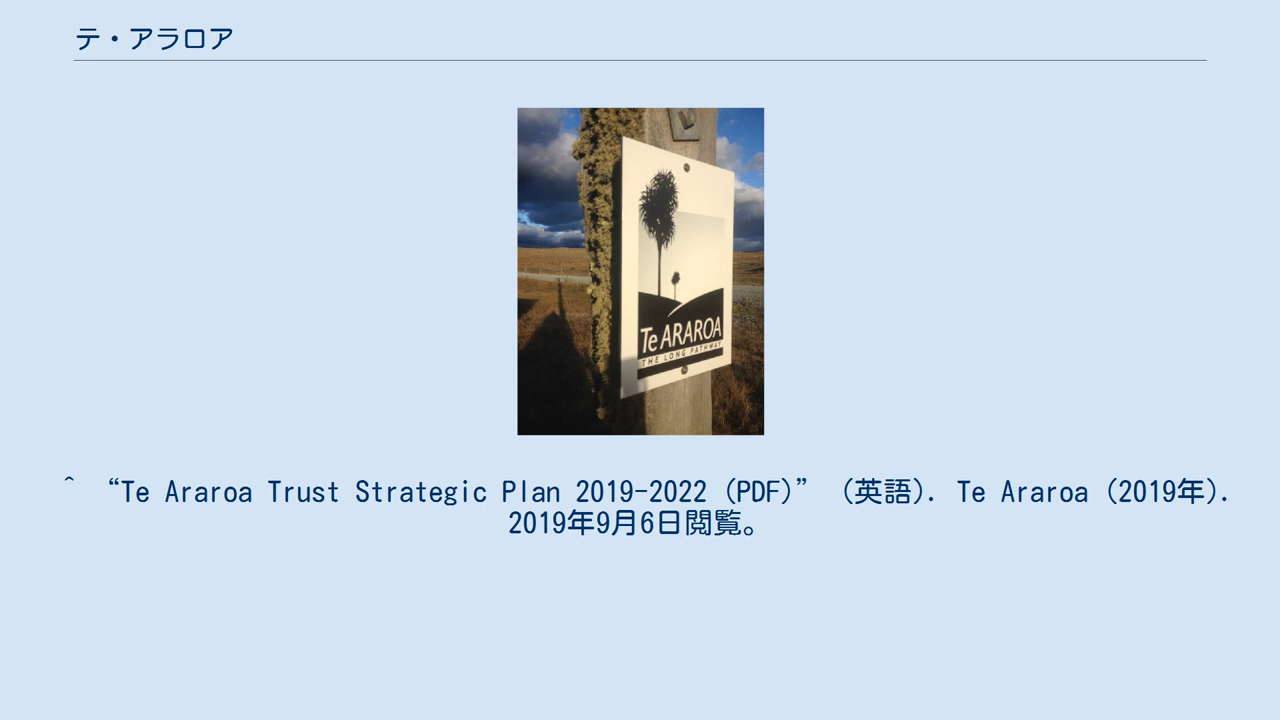 テ・アラロア
Te ARAROA
THE LONG PATHWAY
^ “Te Araroa Trust Strategic Plan 2019-2022 (PDF)” (英語). Te Araroa (2019年).
2019年9月6日閲覧。